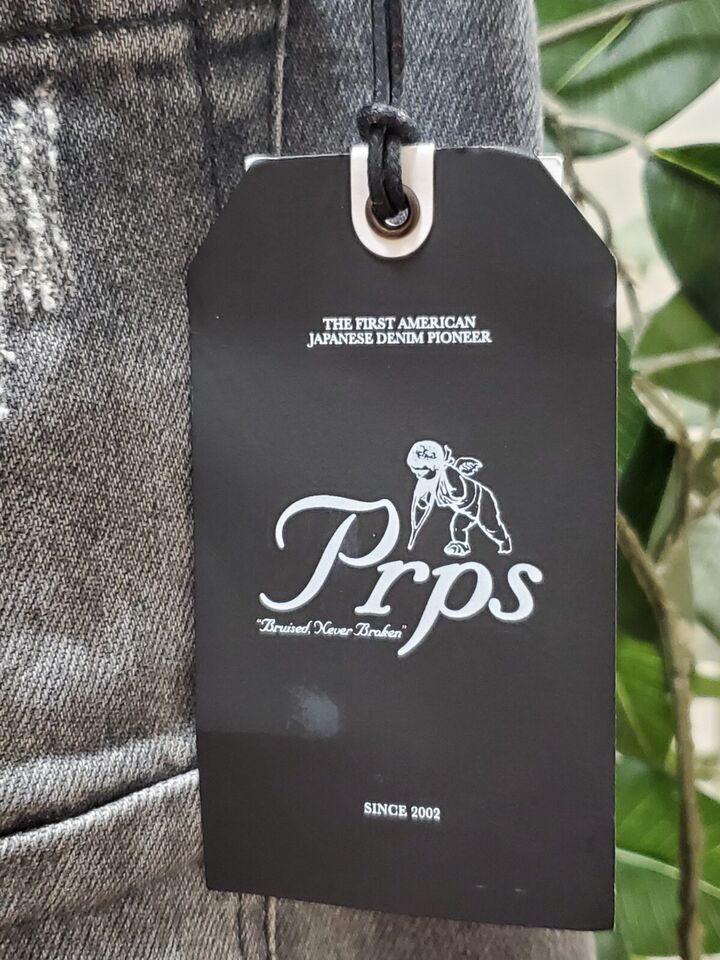 THE FIRST AMERICAN
JAPANESE DENIM PIONEER
Prps
"Bruised, Never Broken"
SINCE 2002